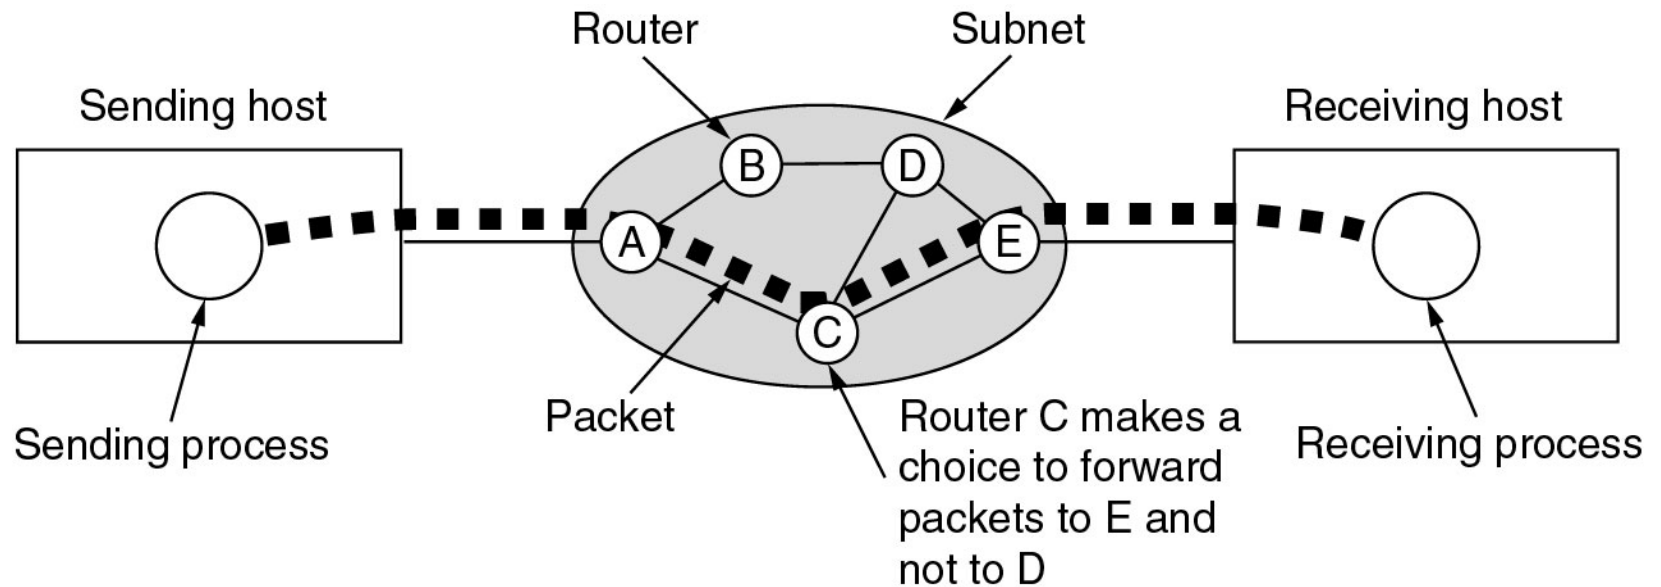 Router
Subnet
Sending host
Receiving host
B
D
A
E
C
Packet
Sending process
Router C makes a
choice to forward
packets to E and
not to D
Receiving process